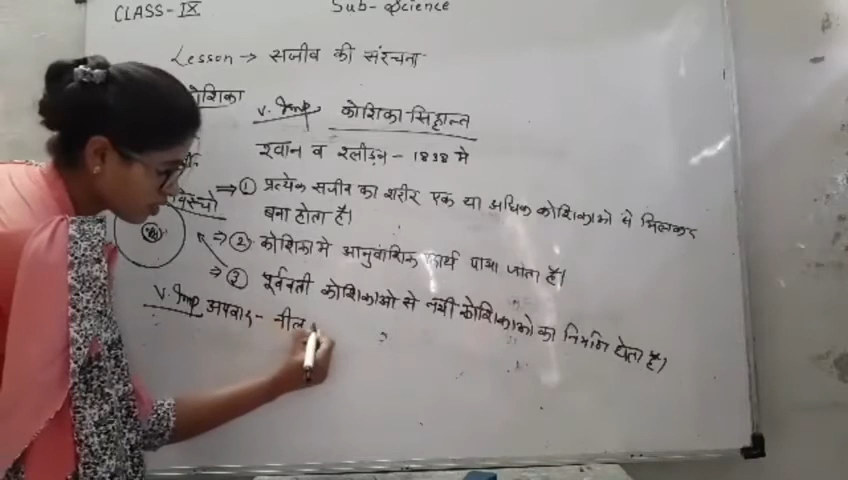 CLASS-IX Sub-Science
Lesson → सजीव की संरचना
कोशिका
V. Imp. कोशिका-सिद्दान्त
श्वान व श्लीडन - 1838 मे
⇒ ① प्रत्येक सजीव का शरीर एक या अधिक कोशिकाओ से मिलकर
बना होता है।
⇒ ② कोशिका मे आनुवंशिक कार्य पाया जाता है।
⇒ ③ पूर्ववती कोशिकाओ से नयी कोशिकाओ का निर्माण होता है।
V. Imp अपवाद - नील